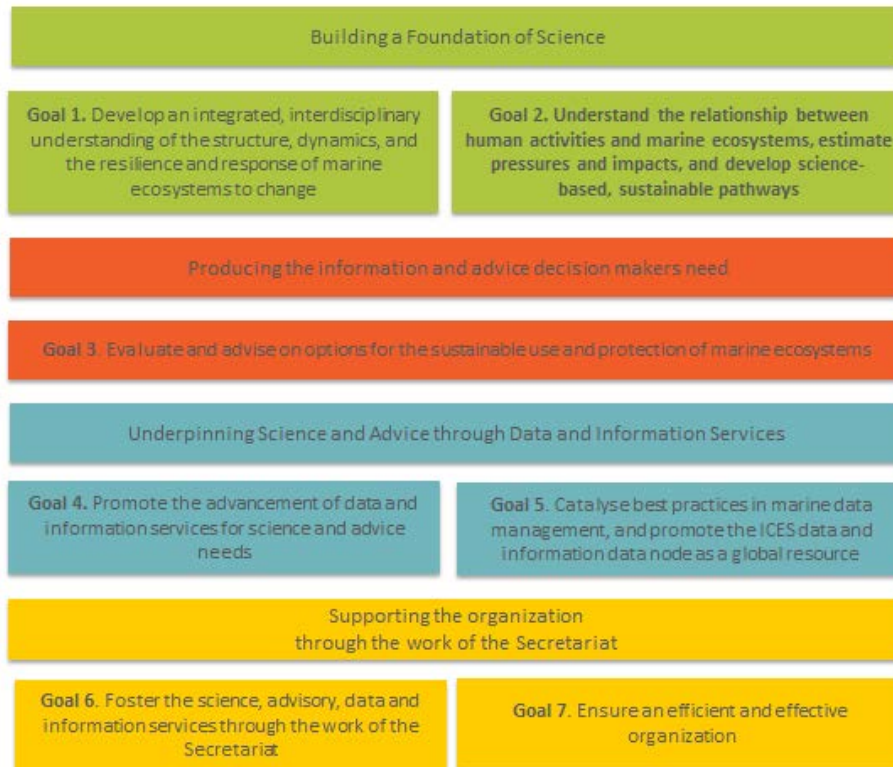 Building a Foundation of Science
Goal 1. Develop an integrated, interdisciplinary
understanding of the structure, dynamics, and
the resilience and response of marine
ecosystems to change
Goal 2. Understand the relationship between
human activities and marine ecosystems, estimate
pressures and impacts, and develop science-
based, sustainable pathways
Producing the information and advice decision makers need
Goal 3. Evaluate and advise on options for the sustainable use and protection of marine ecosystems
Underpinning Science and Advice through Data and Information Services
Goal 4. Promote the advancement of data and
information services for science and advice
needs
Goal 5. Catalyse best practices in marine data
management, and promote the ICES data and
information data node as a global resource
Supporting the organization
through the work of the Secretariat
Goal 6. Foster the science, advisory, data and
information services through the work of the
Secretariat
Goal 7. Ensure an efficient and effective
organization